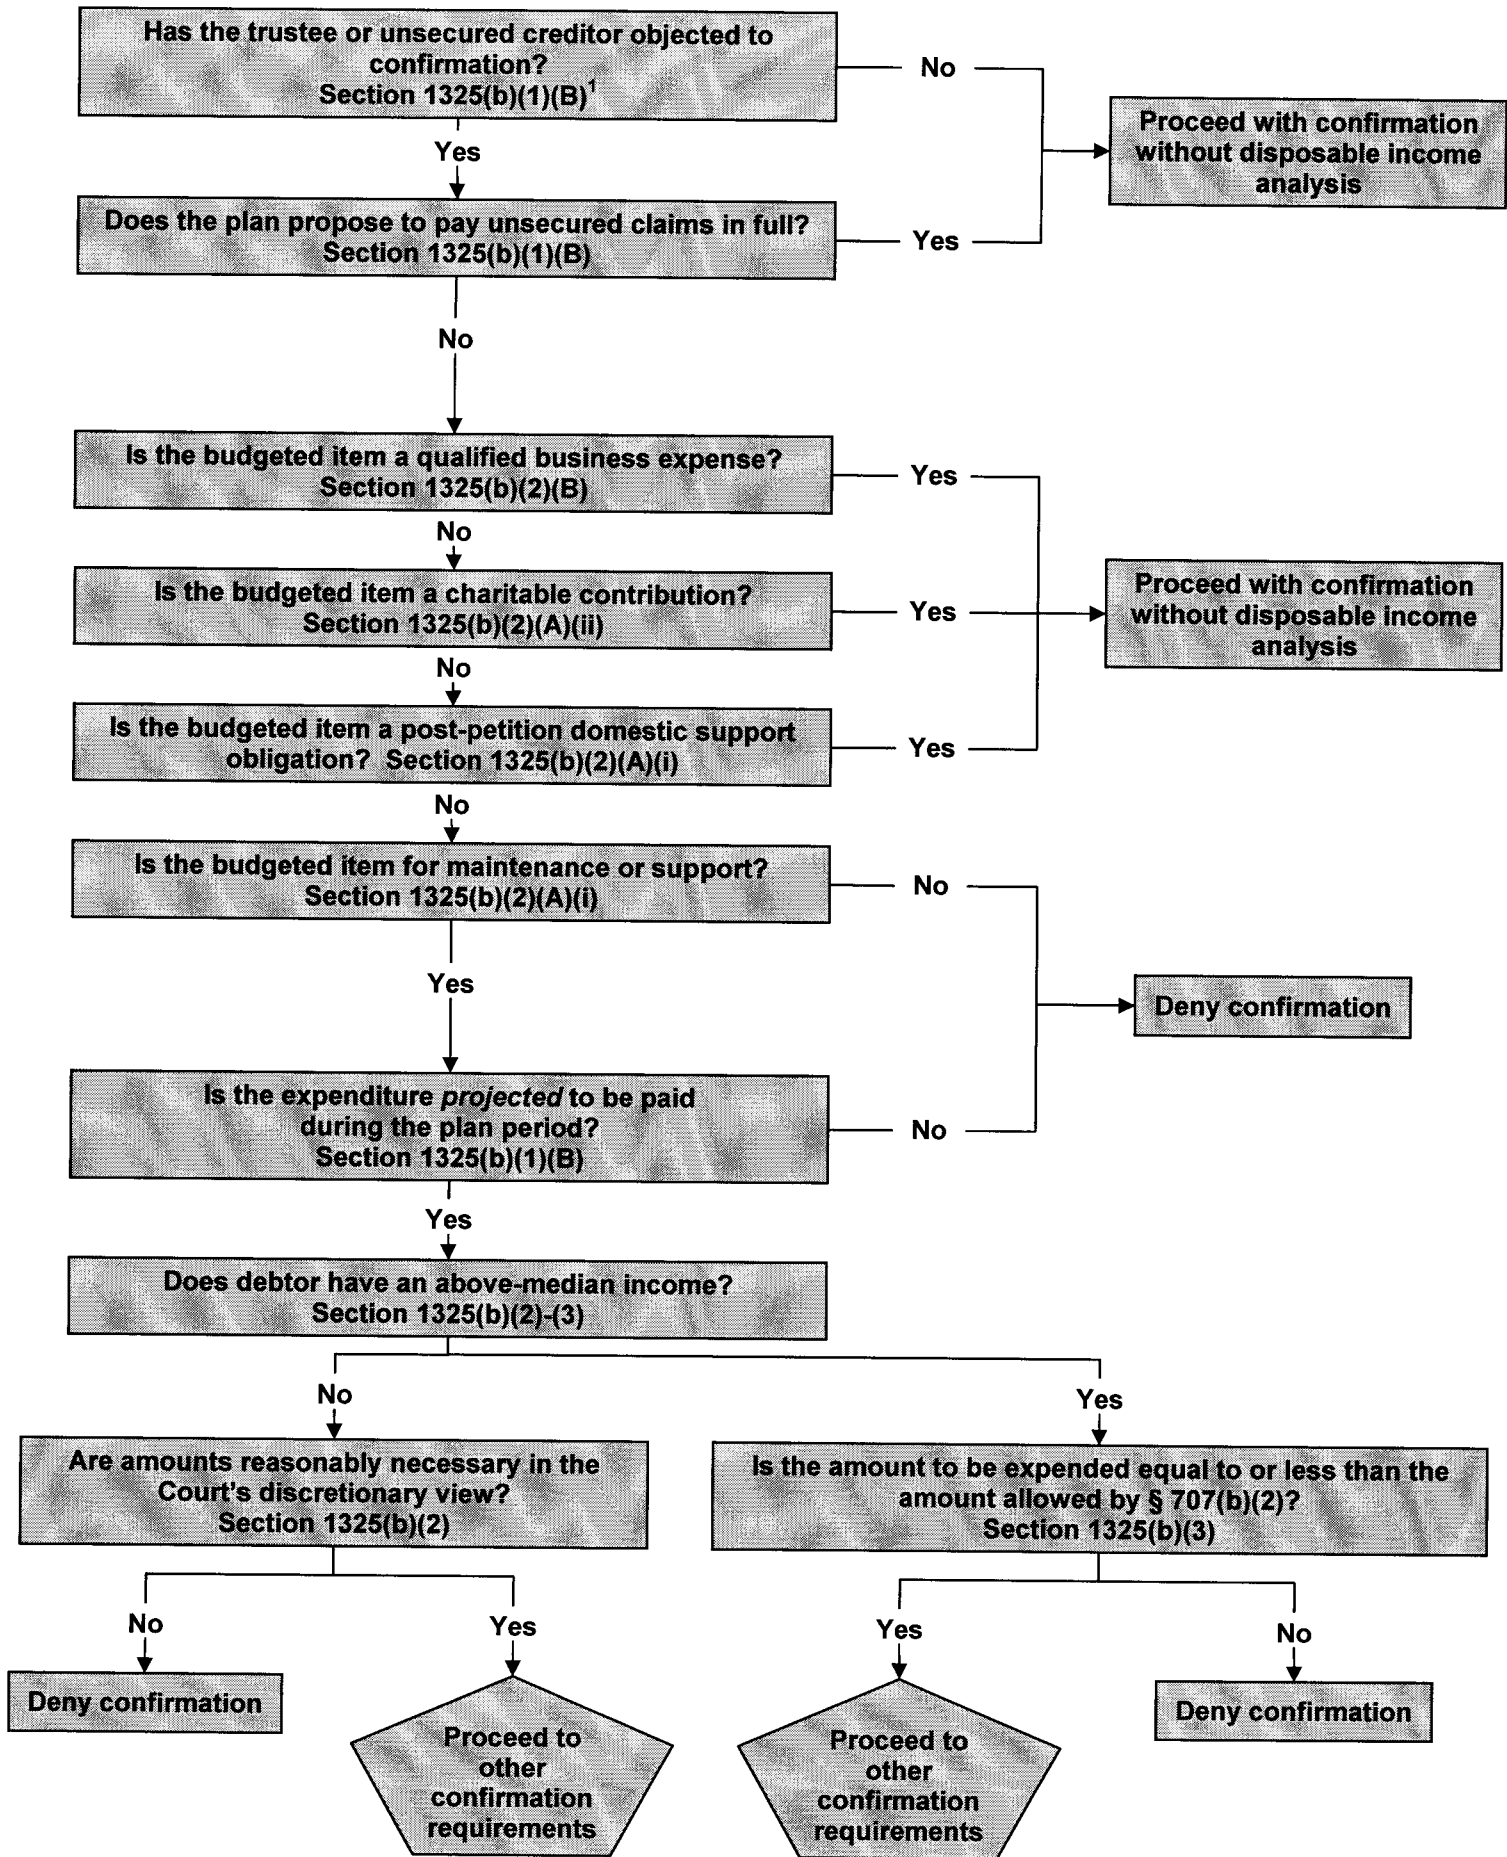 Has the trustee or unsecured creditor objected to
confirmation?
Section 1325(b)(1)(B)¹
No
Proceed with confirmation
without disposable income
analysis
Yes
Does the plan propose to pay unsecured claims in full?
Section 1325(b)(1)(B)
Yes
No
Is the budgeted item a qualified business expense?
Section 1325(b)(2)(B)
Yes
No
Is the budgeted item a charitable contribution?
Section 1325(b)(2)(A)(ii)
Yes
Proceed with confirmation
without disposable income
analysis
No
Is the budgeted item a post-petition domestic support
obligation? Section 1325(b)(2)(A)(i)
Yes
No
Is the budgeted item for maintenance or support?
Section 1325(b)(2)(A)(i)
No
Yes
Deny confirmation
Is the expenditure projected to be paid
during the plan period?
Section 1325(b)(1)(B)
No
Yes
Does debtor have an above-median income?
Section 1325(b)(2)-(3)
No
Yes
Are amounts reasonably necessary in the
Court's discretionary view?
Section 1325(b)(2)
Is the amount to be expended equal to or less than the
amount allowed by § 707(b)(2)?
Section 1325(b)(3)
No
Yes
Yes
No
Deny confirmation
Proceed to
other
confirmation
requirements
Proceed to
other
confirmation
requirements
Deny confirmation